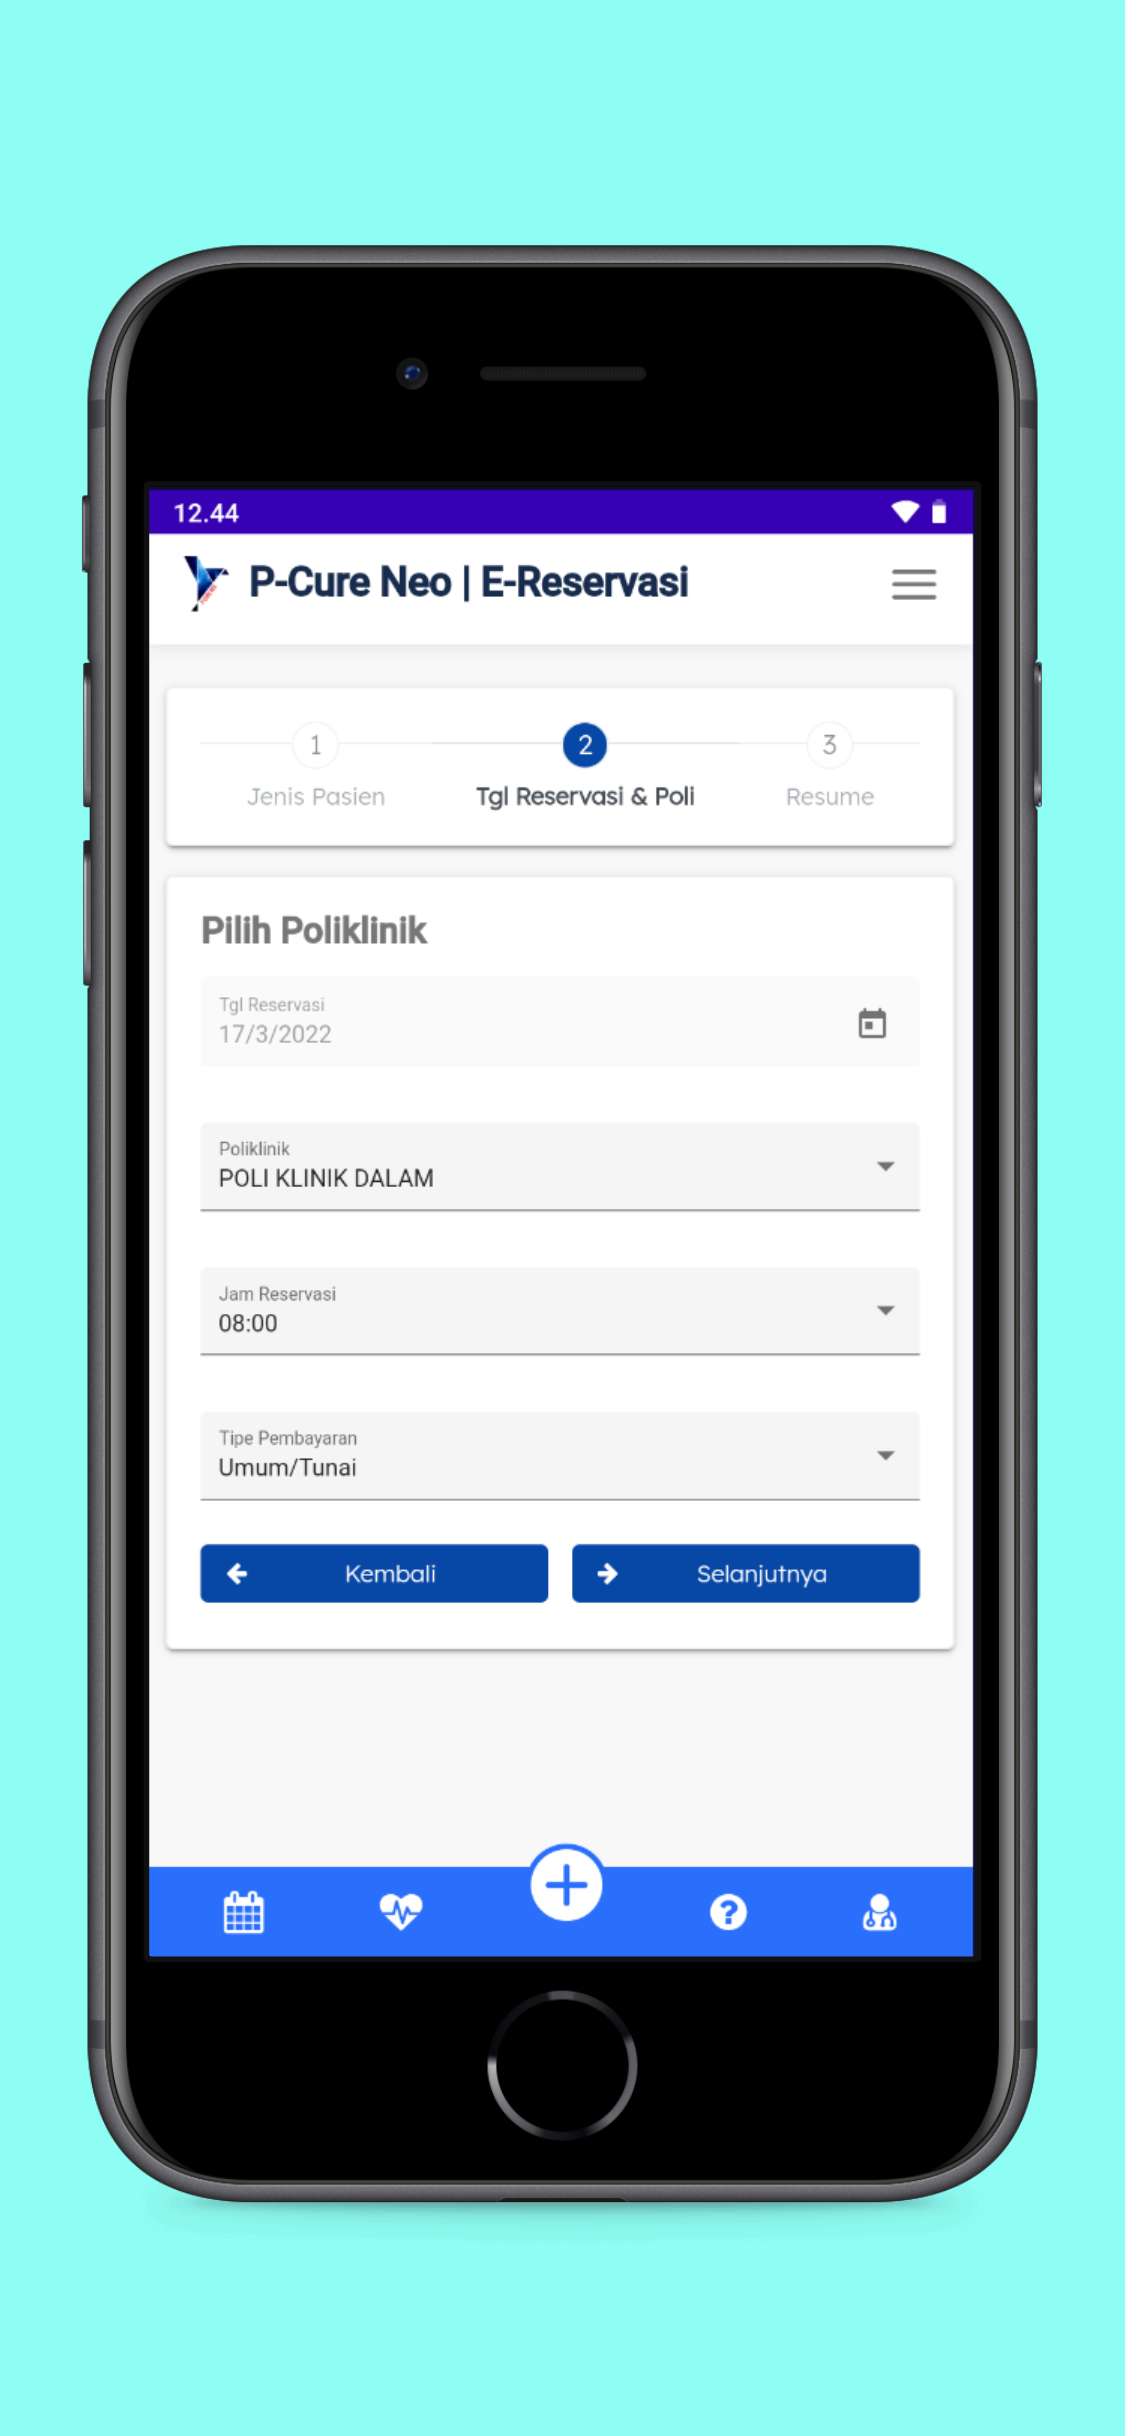 12.44
P-Cure Neo | E-Reservasi
1
2
3
Jenis Pasien
Tgl Reservasi & Poli
Resume
Pilih Poliklinik
Tgl Reservasi
17/3/2022
Poliklinik
POLI KLINIK DALAM
Jam Reservasi
08:00
Tipe Pembayaran
Umum/Tunai
Kembali
Selanjutnya